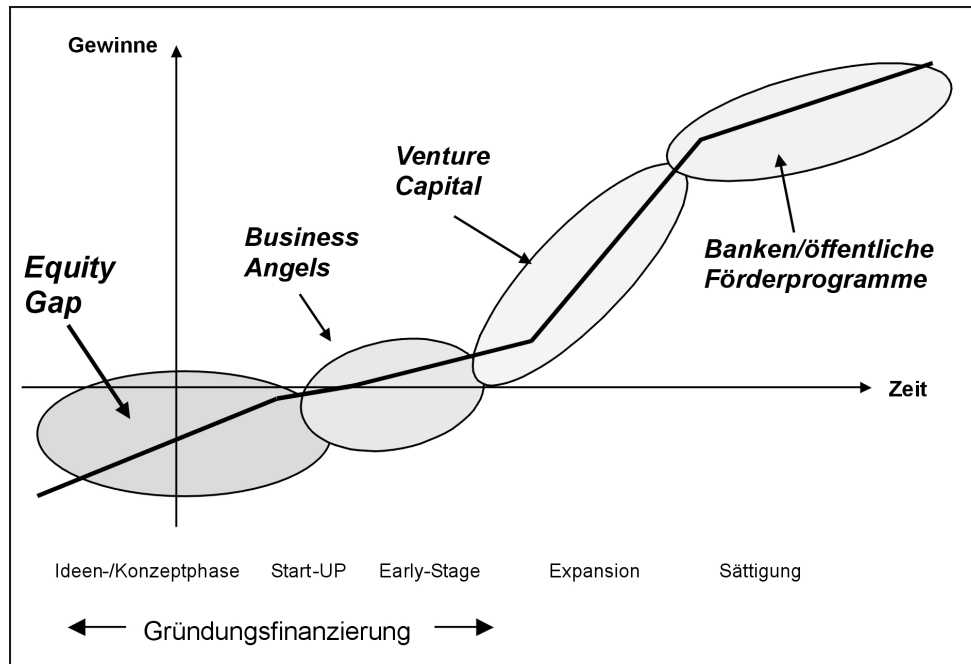 Gewinne
Venture
Capital
Business
Angels
Equity
Gap
Banken/öffentliche
Förderprogramme
Zeit
Ideen-/Konzeptphase
Start-UP
Early-Stage
Expansion
Sättigung
Gründungsfinanzierung